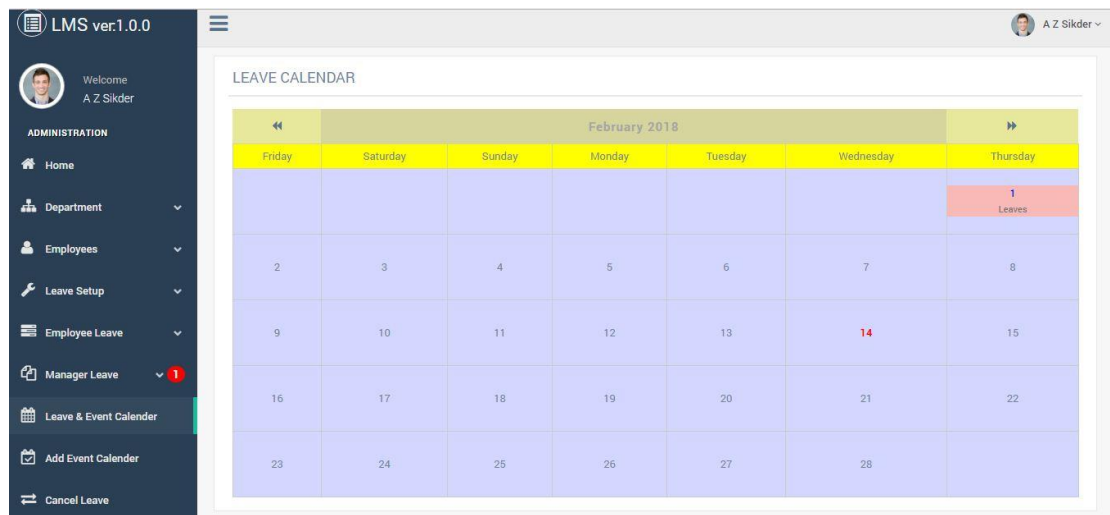 LMS ver.1.0.0
A Z Sikder
Welcome
A Z Sikder
ADMINISTRATION
Home
Department
Employees
Leave Setup
Employee Leave
Manager Leave 1
Leave & Event Calender
Add Event Calender
Cancel Leave
LEAVE CALENDAR
February 2018
Friday Saturday Sunday Monday Tuesday Wednesday Thursday
1
Leaves
2 3 4 5 6 7 8
9 10 11 12 13 14 15
16 17 18 19 20 21 22
23 24 25 26 27 28